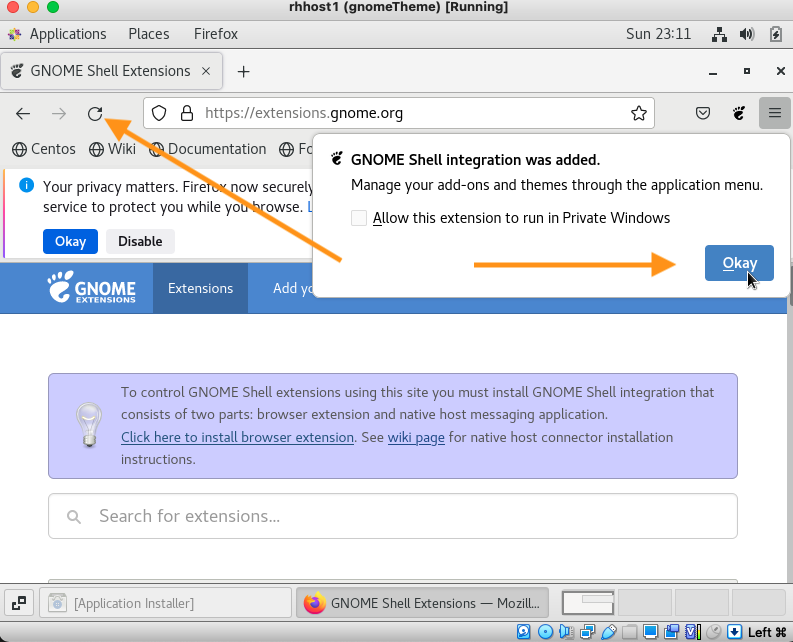 rhhost1 (gnomeTheme) [Running]
Applications Places Firefox Sun 23:11
GNOME Shell Extensions
https://extensions.gnome.org
Centos Wiki Documentation Fo
GNOME Shell integration was added.
Manage your add-ons and themes through the application menu.
Allow this extension to run in Private Windows
Okay
Your privacy matters. Firefox now securely
service to protect you while you browse. L
Okay Disable
GNOME
EXTENSIONS
Extensions Add yo
To control GNOME Shell extensions using this site you must install GNOME Shell integration that
consists of two parts: browser extension and native host messaging application.
Click here to install browser extension. See wiki page for native host connector installation
instructions.
Search for extensions...
[Application Installer] GNOME Shell Extensions — Mozill...
Left ⌘